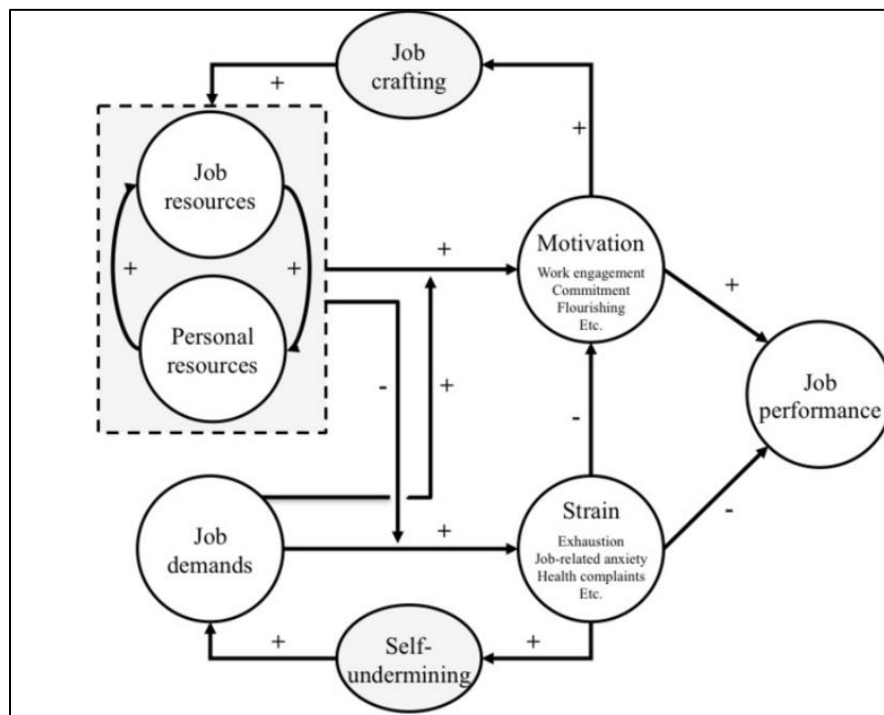 Job
crafting
+
+
Job
resources
+
+
Personal
resources
+
-
+
Motivation
Work engagement
Commitment
Flourishing
Etc.
+
-
Job
performance
Job
demands
+
Strain
Exhaustion
Job-related anxiety
Health complaints
Etc.
-
+
Self-
undermining
+